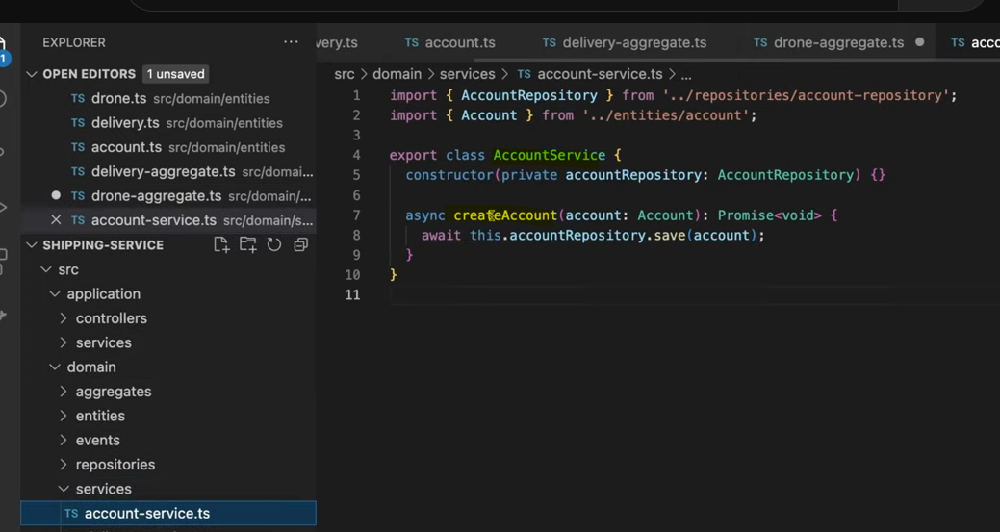 EXPLORER ...
OPEN EDITORS 1 unsaved
TS drone.ts src/domain/entities
TS delivery.ts src/domain/entities
TS account.ts src/domain/entities
TS delivery-aggregate.ts src/domai...
TS drone-aggregate.ts src/domain/...
TS account-service.ts src/domain/s...
SHIPPING-SERVICE
src
application
controllers
services
domain
aggregates
entities
events
repositories
services
TS account-service.ts
very.ts TS account.ts TS delivery-aggregate.ts TS drone-aggregate.ts TS acco
src > domain > services > TS account-service.ts > ...
1 import { AccountRepository } from '../repositories/account-repository';
2 import { Account } from '../entities/account';
3
4 export class AccountService {
5 constructor(private accountRepository: AccountRepository) {}
6
7 async createAccount(account: Account): Promise<void> {
8 await this.accountRepository.save(account);
9 }
10 }
11
1